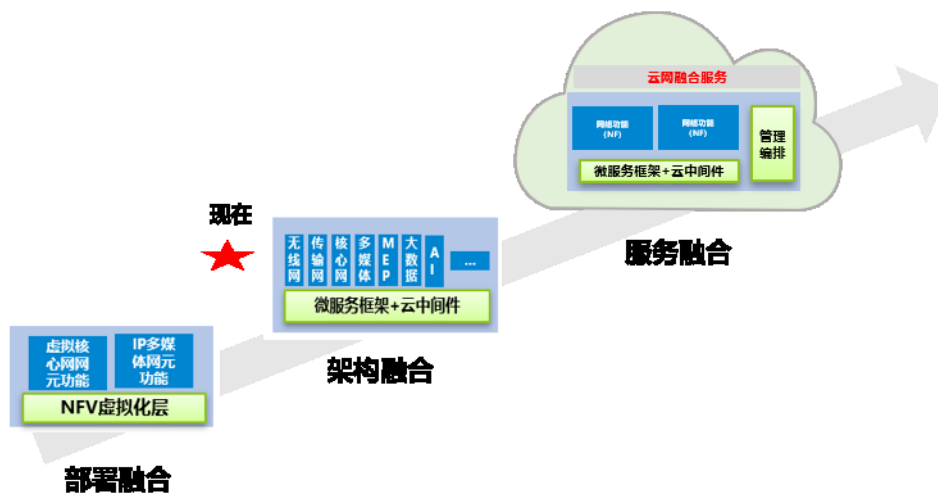 云网融合服务
网络功能
(NF)
网络功能
(NF)
管理
编排
微服务框架+云中间件
服务融合
现在
无线网
传输网
核心网
多媒体
MEP
大数据
AI
...
微服务框架+云中间件
架构融合
虚拟核
心网网
元功能
IP多媒
体网元
功能
NFV虚拟化层
部署融合